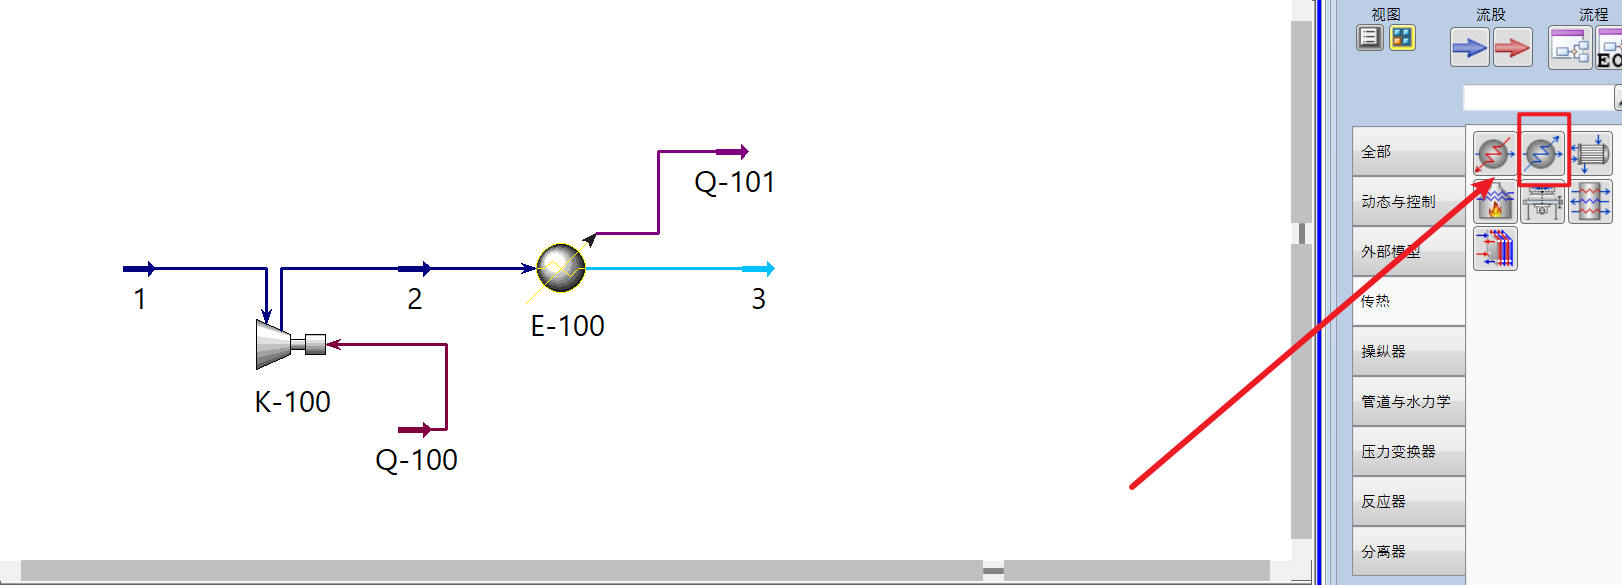 视图
流股
流程
EO
全部
动态与控制
外部模型
传热
操纵器
管道与水力学
压力变换器
反应器
分离器
Q-101
1
2
3
E-100
K-100
Q-100